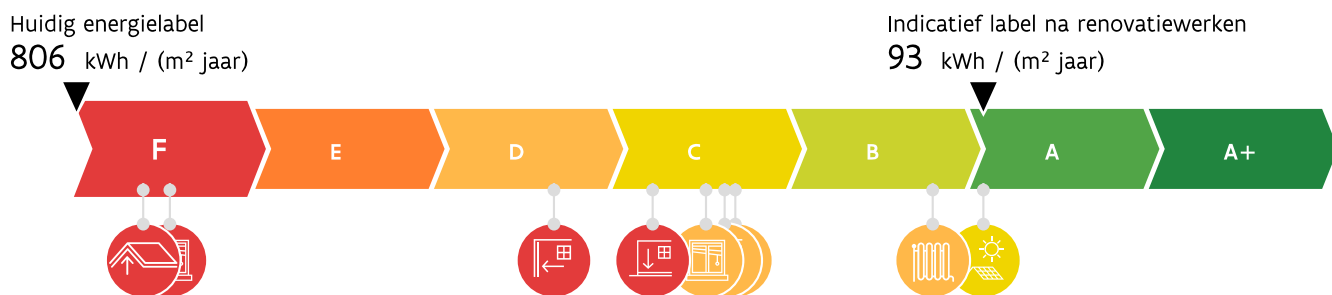 Huidig energielabel
806 kWh / (m² jaar)
Indicatief label na renovatiewerken
93 kWh / (m² jaar)
F E D C B A A+